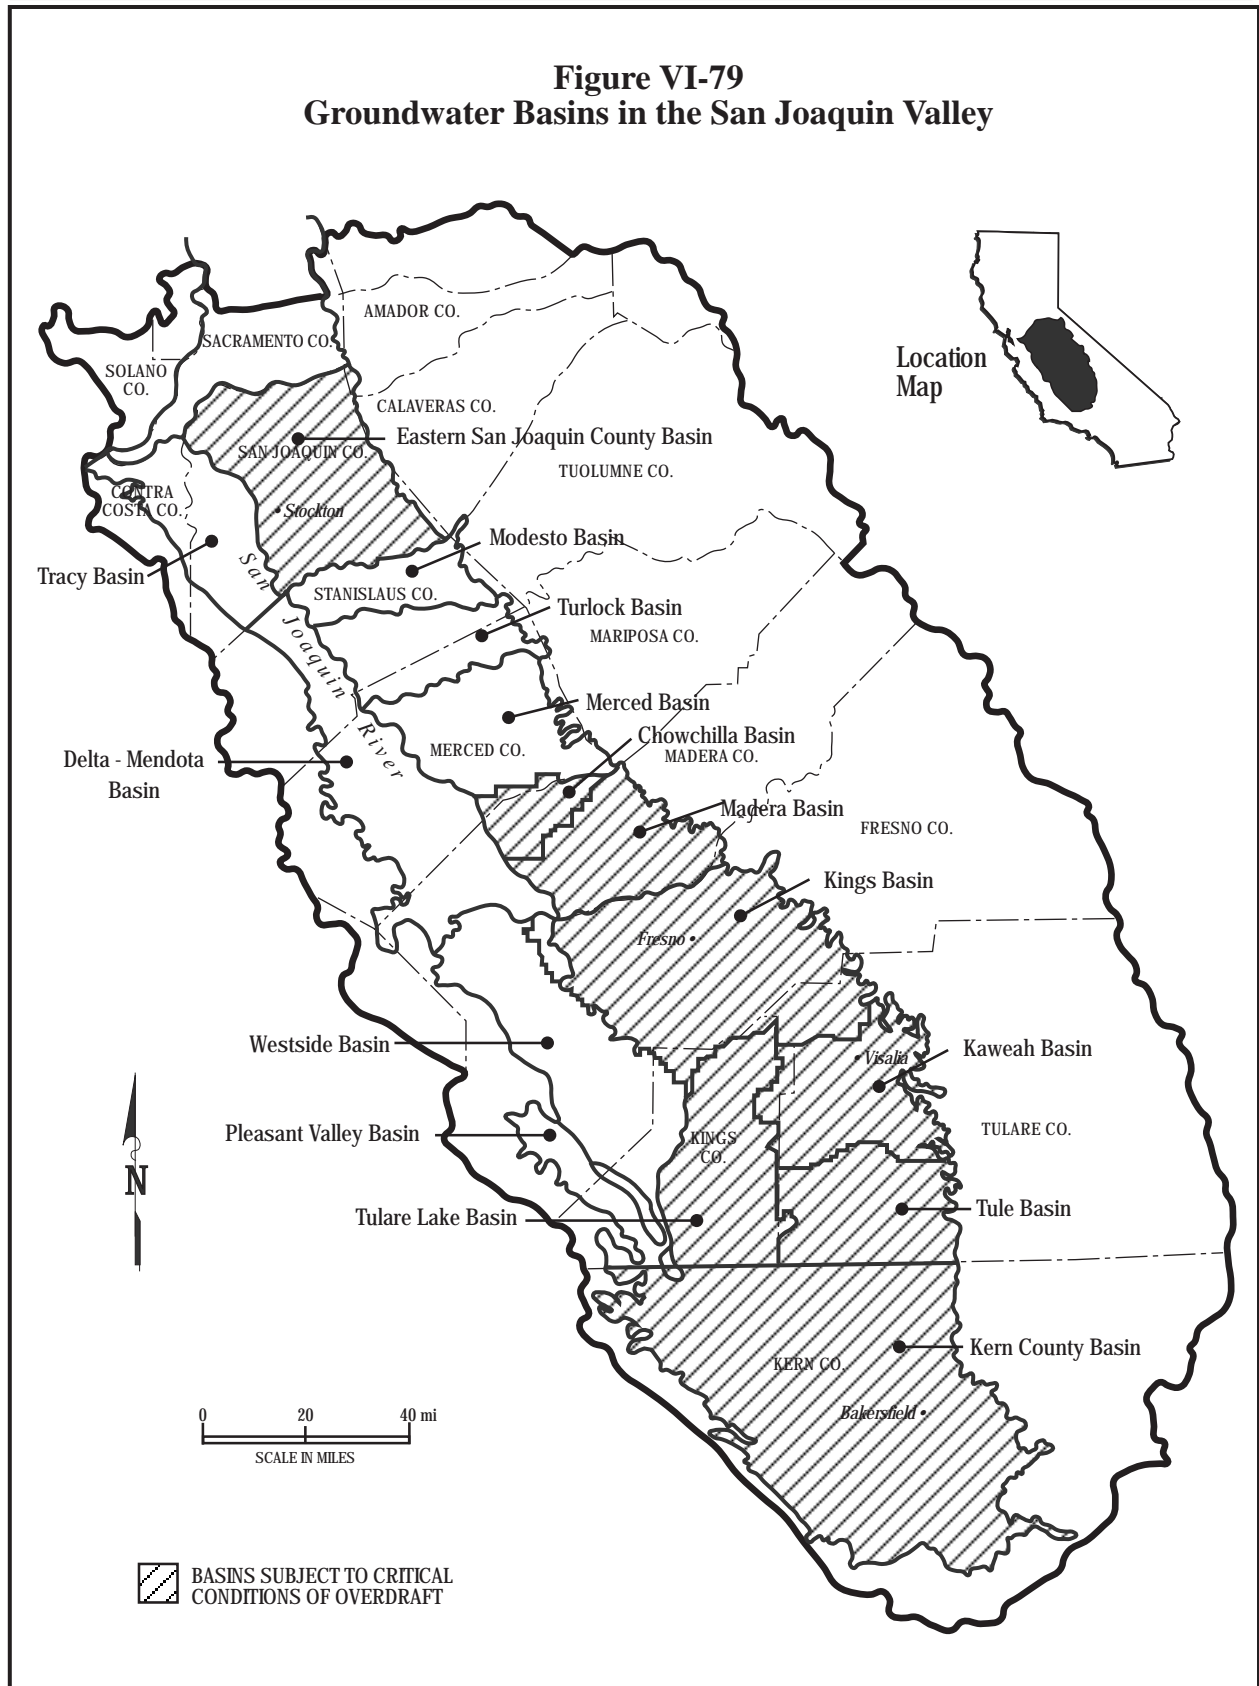 Figure VI-79
Groundwater Basins in the San Joaquin Valley
AMADOR CO.
SACRAMENTO CO.
SOLANO
CO.
Location
Map
CALAVERAS CO.
Eastern San Joaquin County Basin
SAN JOAQUIN CO.
TUOLUMNE CO.
CONTRA
COSTA CO.
Stockton
Modesto Basin
Tracy Basin
San Joaquin River
STANISLAUS CO.
Turlock Basin
MARIPOSA CO.
Merced Basin
Chowchilla Basin
MERCED CO.
MADERA CO.
Delta - Mendota
Basin
Madera Basin
FRESNO CO.
Kings Basin
Fresno
Westside Basin
Visalia
Kaweah Basin
Pleasant Valley Basin
KINGS
CO.
TULARE CO.
N
Tulare Lake Basin
Tule Basin
Kern County Basin
KERN CO.
Bakersfield
0 20 40 mi
SCALE IN MILES
BASINS SUBJECT TO CRITICAL
CONDITIONS OF OVERDRAFT